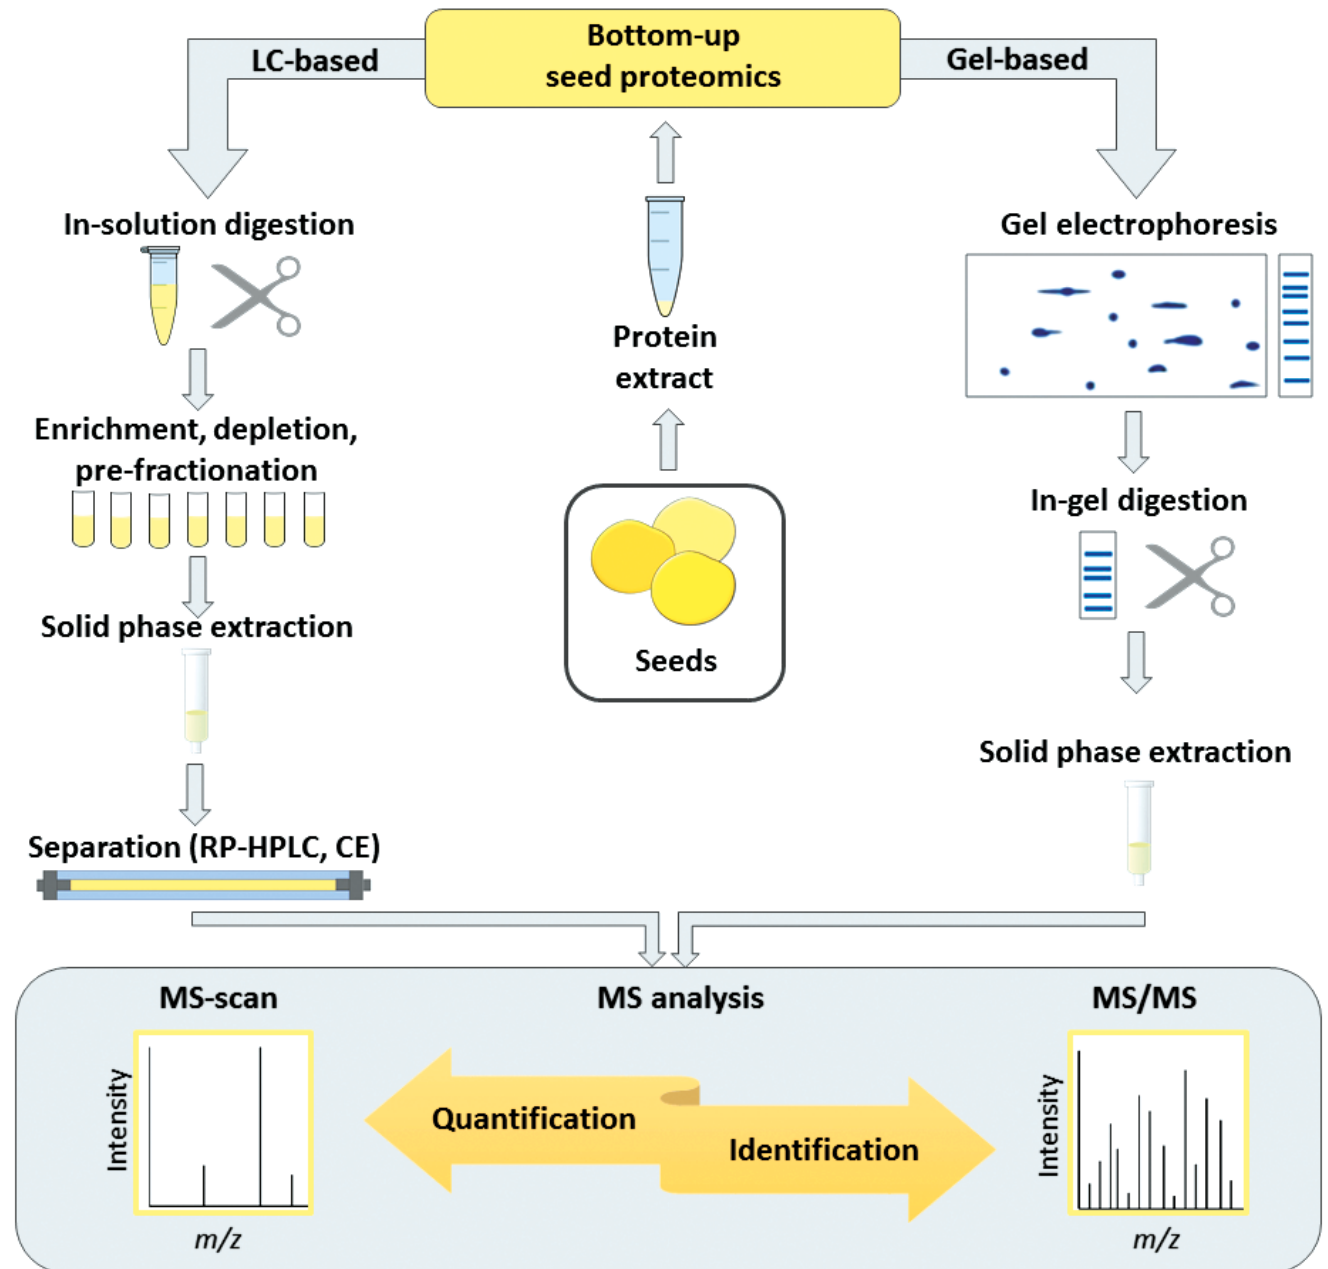 Bottom-up
seed proteomics
LC-based
Gel-based
In-solution digestion
Enrichment, depletion,
pre-fractionation
Solid phase extraction
Separation (RP-HPLC, CE)
Protein
extract
Seeds
Gel electrophoresis
In-gel digestion
Solid phase extraction
MS-scan
MS analysis
MS/MS
Intensity
m/z
Quantification
Identification
Intensity
m/z